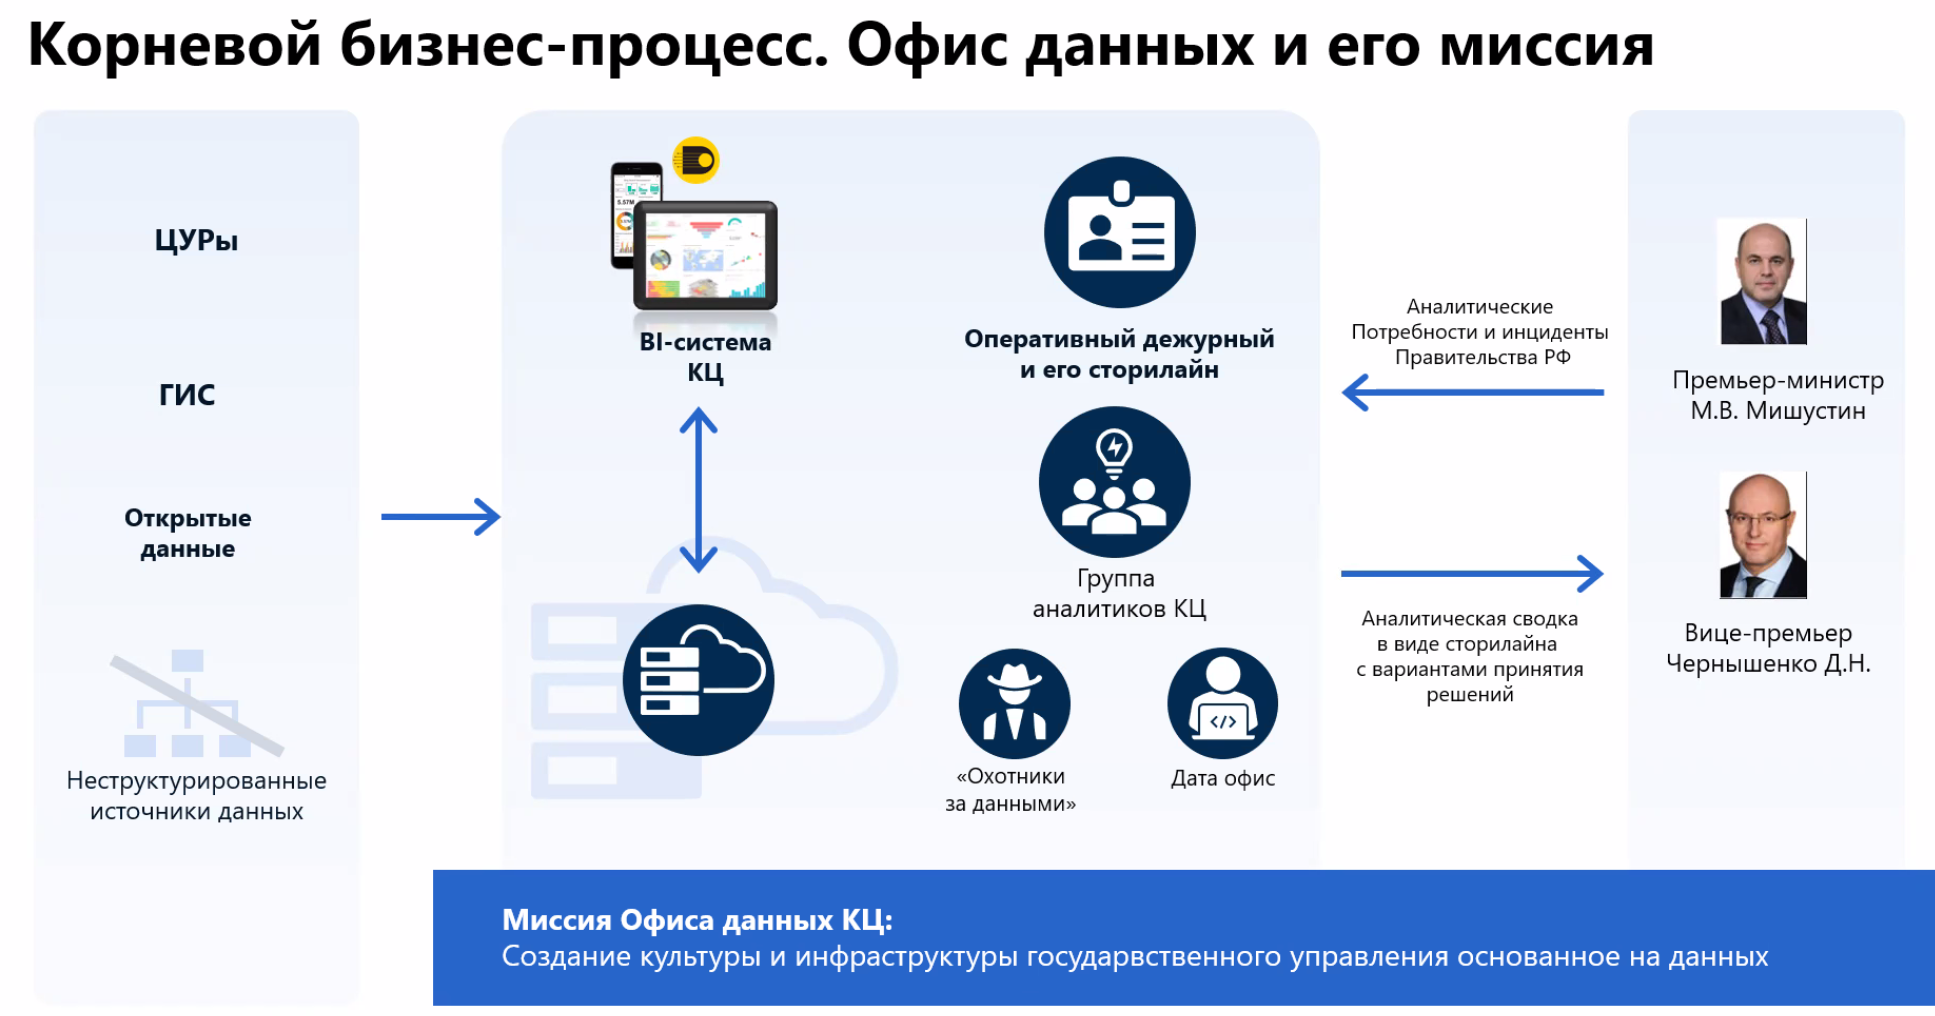 Корневой бизнес-процесс. Офис данных и его миссия
ЦУРы
ГИС
Открытые
данные
Неструктурированные
источники данных
5.57M
BI-система
КЦ
Оперативный дежурный
и его сторилайн
Группа
аналитиков КЦ
«Охотники
за данными»
</>
Дата офис
Аналитические
Потребности и инциденты
Правительства РФ
Аналитическая сводка
в виде сторилайна
с вариантами принятия
решений
Премьер-министр
М.В. Мишустин
Вице-премьер
Чернышенко Д.Н.
Миссия Офиса данных КЦ:
Создание культуры и инфраструктуры государвственного управления основанное на данных